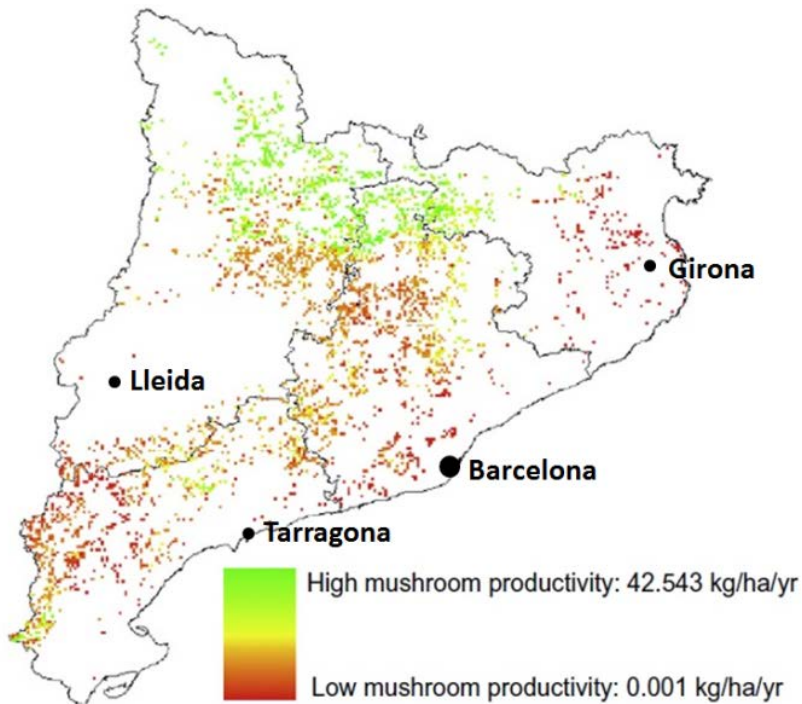 Girona
Lleida
Barcelona
Tarragona
High mushroom productivity: 42.543 kg/ha/yr
Low mushroom productivity: 0.001 kg/ha/yr